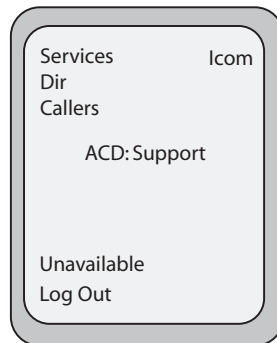 Services Icom
Dir
Callers
ACD: Support
Unavailable
Log Out